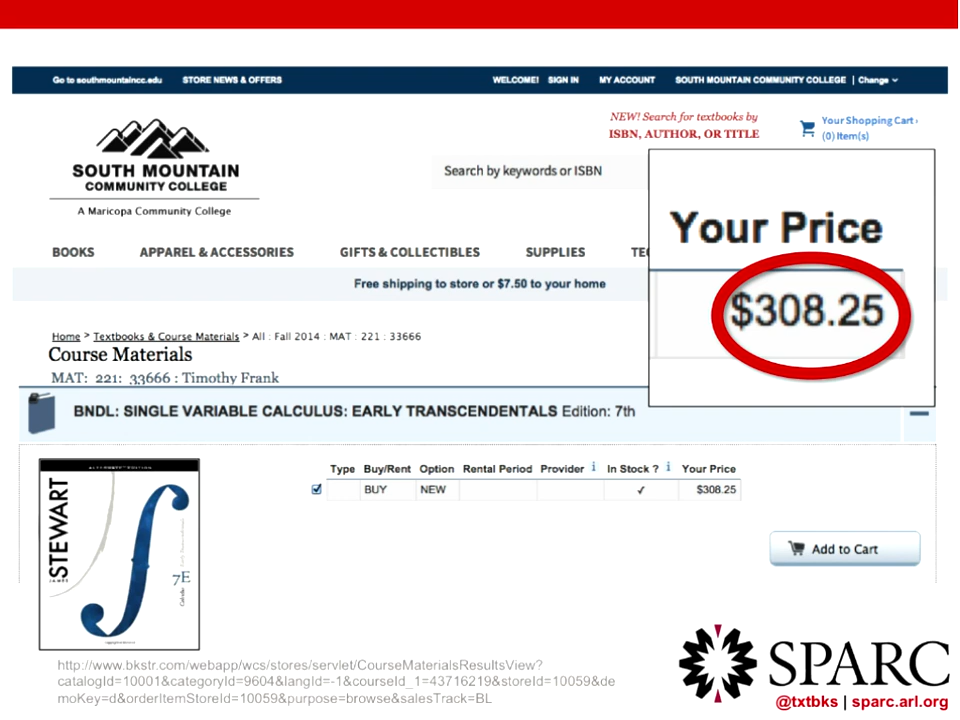 Go to southmountaincc.edu STORE NEWS & OFFERS WELCOME! SIGN IN MY ACCOUNT SOUTH MOUNTAIN COMMUNITY COLLEGE | Change
NEW! Search for textbooks by
ISBN, AUTHOR, OR TITLE
Your Shopping Cart
(0) Item(s)
SOUTH MOUNTAIN
COMMUNITY COLLEGE
A Maricopa Community College
Search by keywords or ISBN
BOOKS APPAREL & ACCESSORIES GIFTS & COLLECTIBLES SUPPLIES TE
Free shipping to store or $7.50 to your home
Your Price
$308.25
Home > Textbooks & Course Materials > All : Fall 2014 : MAT : 221 : 33666
Course Materials
MAT: 221: 33666 : Timothy Frank
BNDL: SINGLE VARIABLE CALCULUS: EARLY TRANSCENDENTALS Edition: 7th
Type Buy/Rent Option Rental Period Provider i In Stock ? i Your Price
BUY NEW ✓ $308.25
Add to Cart
ALTERNATE EDITION
JAMES STEWART
7E
Calculus
http://www.bkstr.com/webapp/wcs/stores/servlet/CourseMaterialsResultsView?
catalogId=10001&categoryId=9604&langId=-1&courseId_1=43716219&storeId=10059&de
moKey=d&orderItemStoreId=10059&purpose=browse&salesTrack=BL
SPARC
@txtbks | sparc.arl.org